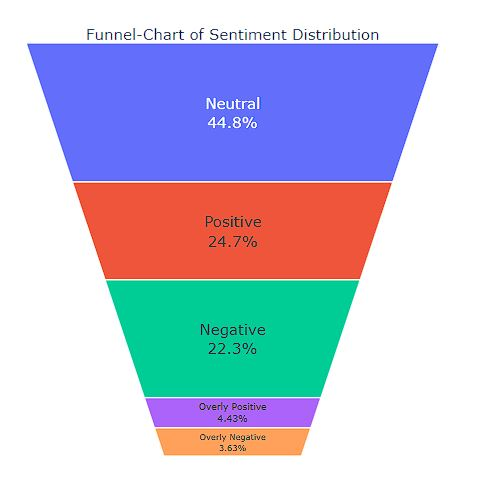 Funnel-Chart of Sentiment Distribution
Neutral
44.8%
Positive
24.7%
Negative
22.3%
Overly Positive
4.43%
Overly Negative
3.63%